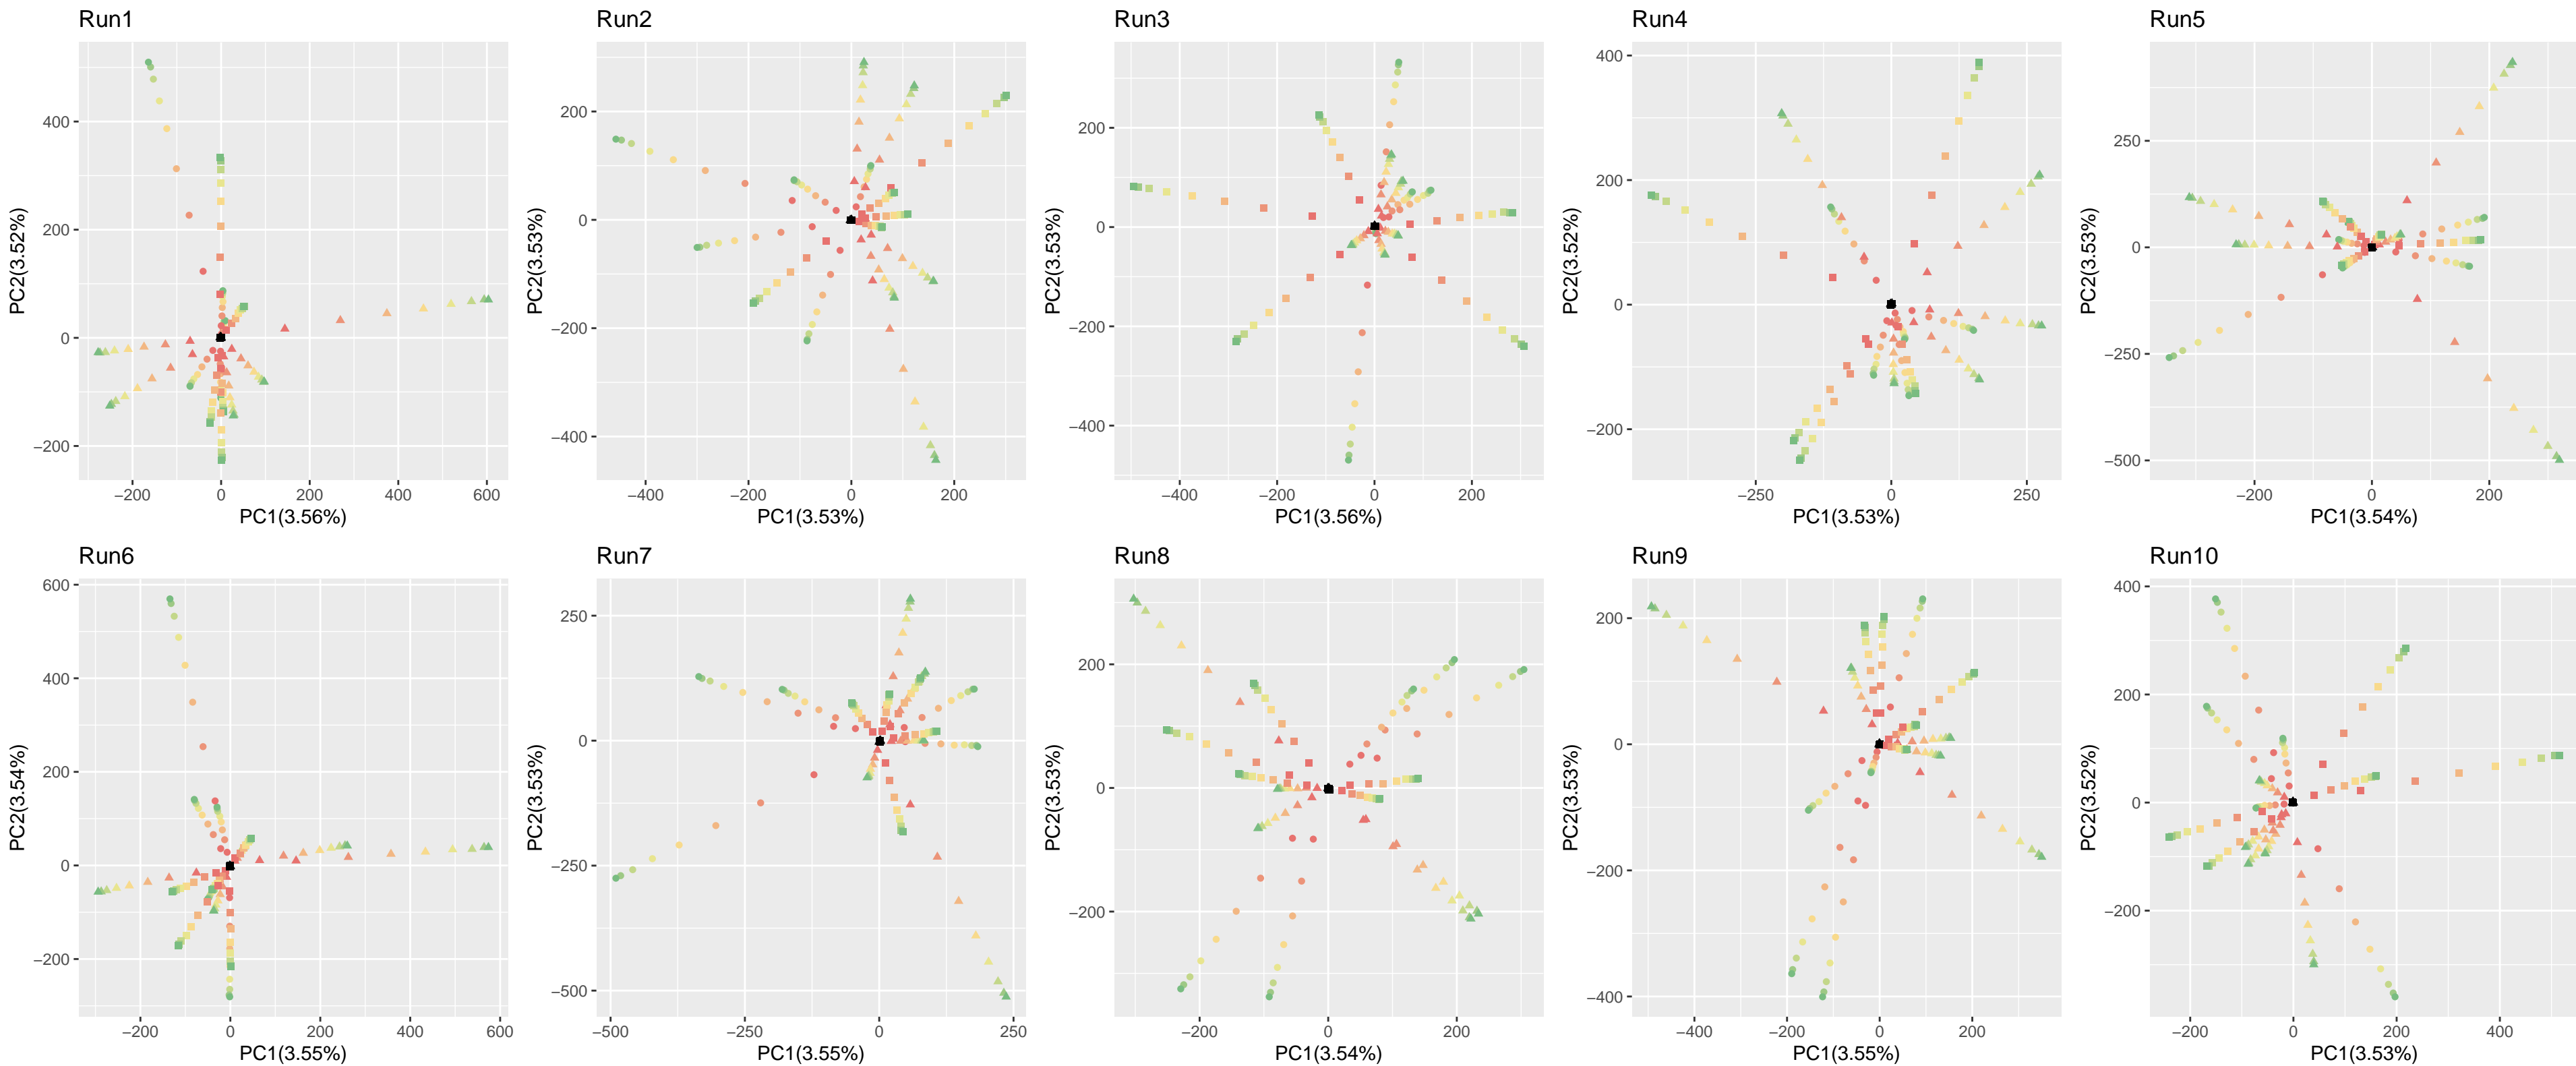 Run1
400
200
0
−200
−200
0
200
400
600
PC1(3.56%)
PC2(3.52%)
Run2
200
0
−200
−400
−400
−200
0
200
PC1(3.53%)
PC2(3.53%)
Run3
200
0
−200
−400
−400
−200
0
200
PC1(3.56%)
PC2(3.53%)
Run4
400
200
0
−200
−250
0
250
PC1(3.53%)
PC2(3.52%)
Run5
250
0
−250
−500
−200
0
200
PC1(3.54%)
PC2(3.53%)
Run6
600
400
200
0
−200
−200
0
200
400
600
PC1(3.55%)
PC2(3.54%)
Run7
250
0
−250
−500
−500
−250
0
250
PC1(3.55%)
PC2(3.53%)
Run8
200
0
−200
−200
0
200
PC1(3.54%)
PC2(3.53%)
Run9
200
0
−200
−400
−400
−200
0
200
PC1(3.55%)
PC2(3.53%)
Run10
400
200
0
−200
−200
0
200
400
PC1(3.53%)
PC2(3.52%)